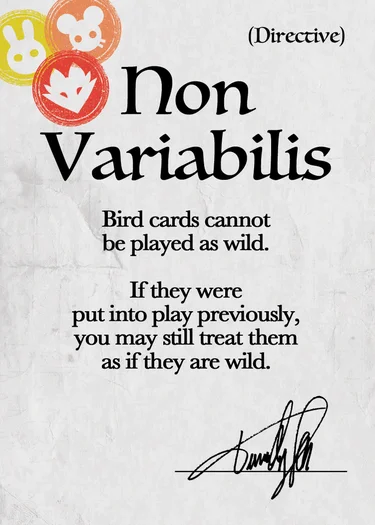 (Directive)
Non
Variabilis
Bird cards cannot
be played as wild.
If they were
put into play previously,
you may still treat them
as if they are wild.